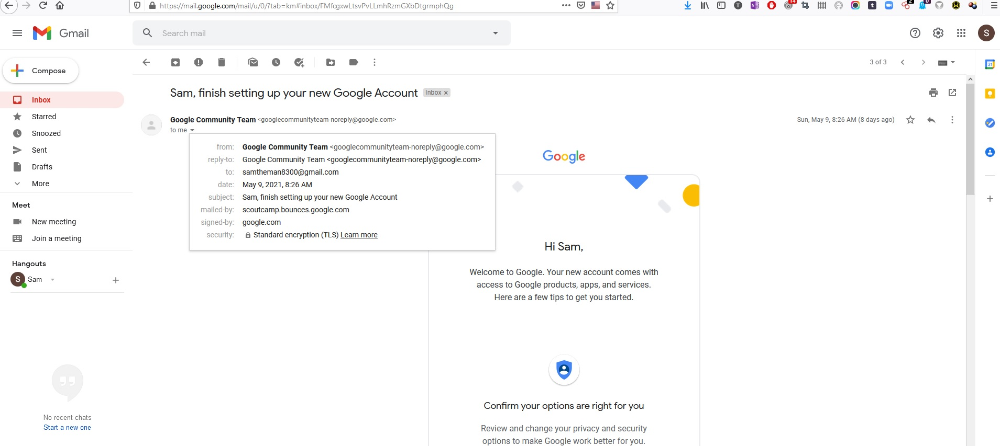 https://mail.google.com/mail/u/0/?tab=km#inbox/FMfcgxwLtsvPvLLmhRzmGXbDtgrmphQg
14
2
0
Gmail
Search mail
S
Compose
3 of 3
31
Inbox
Starred
Snoozed
Sent
Drafts
More
Meet
New meeting
Join a meeting
Hangouts
S Sam
No recent chats
Start a new one
Sam, finish setting up your new Google Account Inbox x
Google Community Team <googlecommunityteam-noreply@google.com>
Sun, May 9, 8:26 AM (8 days ago)
to me
from: Google Community Team <googlecommunityteam-noreply@google.com>
reply-to: Google Community Team <googlecommunityteam-noreply@google.com>
to: samtheman8300@gmail.com
date: May 9, 2021, 8:26 AM
subject: Sam, finish setting up your new Google Account
mailed-by: scoutcamp.bounces.google.com
signed-by: google.com
security: Standard encryption (TLS) Learn more
Google
Hi Sam,
Welcome to Google. Your new account comes with
access to Google products, apps, and services.
Here are a few tips to get you started.
Confirm your options are right for you
Review and change your privacy and security
options to make Google work better for you.